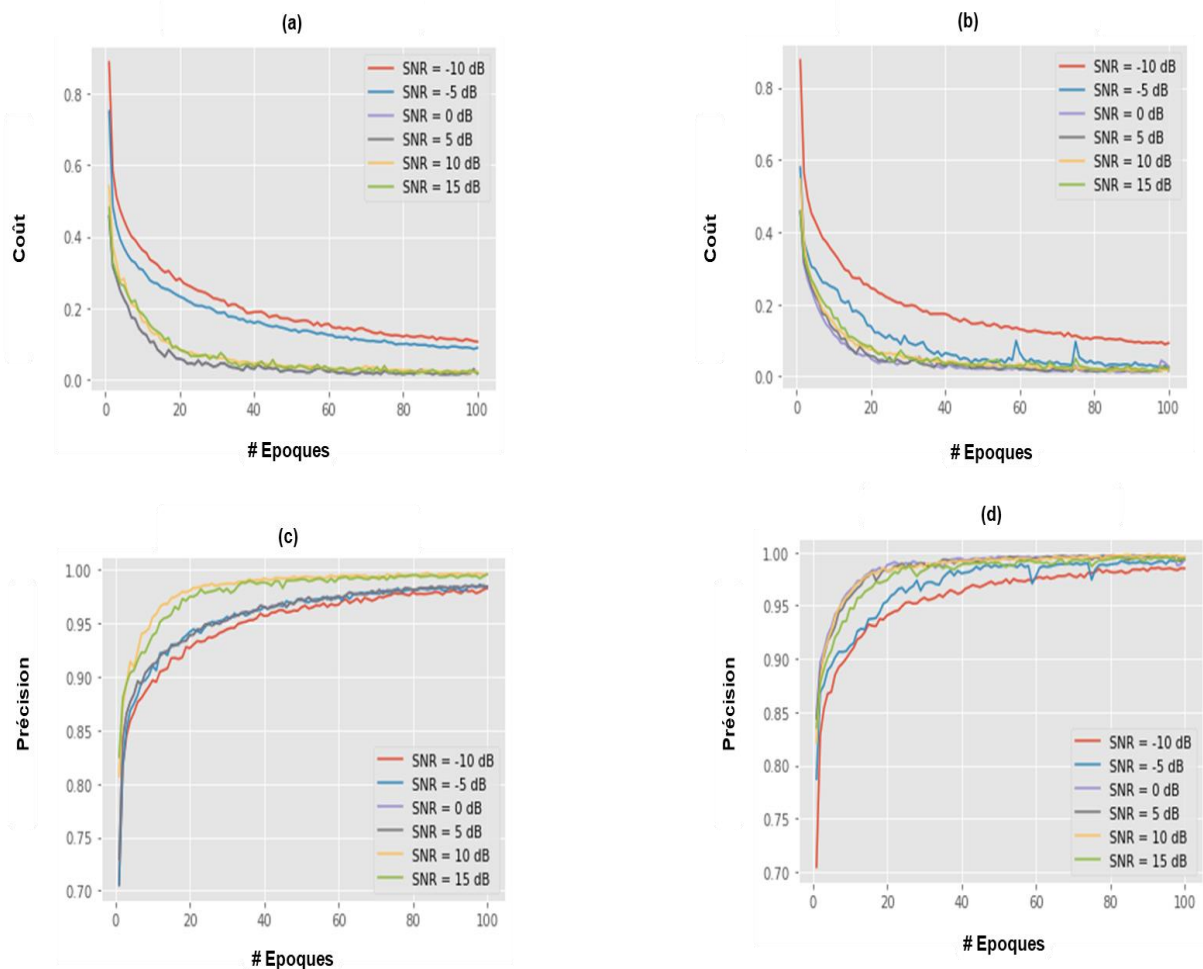 (a)
0.8
0.6
0.4
0.2
0.0
0
20
40
60
80
100
Coût
# Epoques
SNR = -10 dB
SNR = -5 dB
SNR = 0 dB
SNR = 5 dB
SNR = 10 dB
SNR = 15 dB
(b)
0.8
0.6
0.4
0.2
0.0
0
20
40
60
80
100
Coût
# Epoques
SNR = -10 dB
SNR = -5 dB
SNR = 0 dB
SNR = 5 dB
SNR = 10 dB
SNR = 15 dB
(c)
1.00
0.95
0.90
0.85
0.80
0.75
0.70
0
20
40
60
80
100
Précision
# Epoques
SNR = -10 dB
SNR = -5 dB
SNR = 0 dB
SNR = 5 dB
SNR = 10 dB
SNR = 15 dB
(d)
1.00
0.95
0.90
0.85
0.80
0.75
0.70
0
20
40
60
80
100
Précision
# Epoques
SNR = -10 dB
SNR = -5 dB
SNR = 0 dB
SNR = 5 dB
SNR = 10 dB
SNR = 15 dB